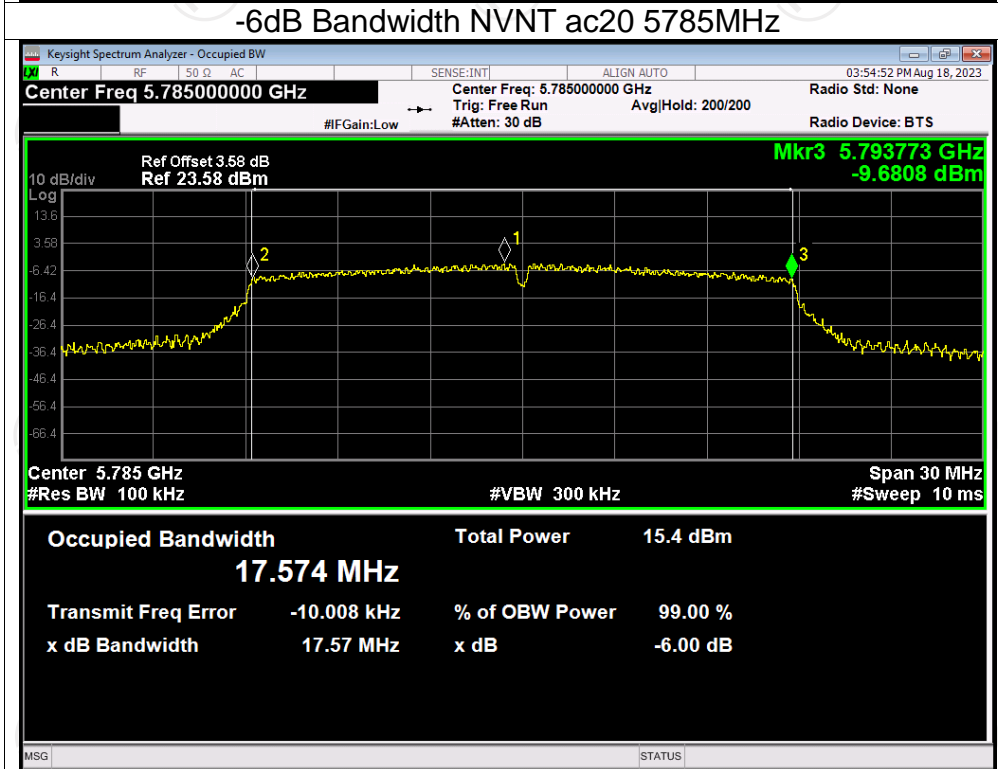 -6dB Bandwidth NVNT ac20 5785MHz
Keysight Spectrum Analyzer - Occupied BW
LXI R RF 50 Ω AC SENSE:INT ALIGN AUTO 03:54:52 PM Aug 18, 2023
Center Freq 5.785000000 GHz Center Freq: 5.785000000 GHz Radio Std: None
Trig: Free Run Avg|Hold: 200/200
#IFGain:Low #Atten: 30 dB Radio Device: BTS
Mkr3 5.793773 GHz
-9.6808 dBm
Ref Offset 3.58 dB
10 dB/div Ref 23.58 dBm
Log
13.6
3.58
-6.42
-16.4
-26.4
-36.4
-46.4
-56.4
-66.4
1
2
3
Center 5.785 GHz Span 30 MHz
#Res BW 100 kHz #VBW 300 kHz #Sweep 10 ms
Occupied Bandwidth Total Power 15.4 dBm
17.574 MHz
Transmit Freq Error -10.008 kHz % of OBW Power 99.00 %
x dB Bandwidth 17.57 MHz x dB -6.00 dB
MSG STATUS